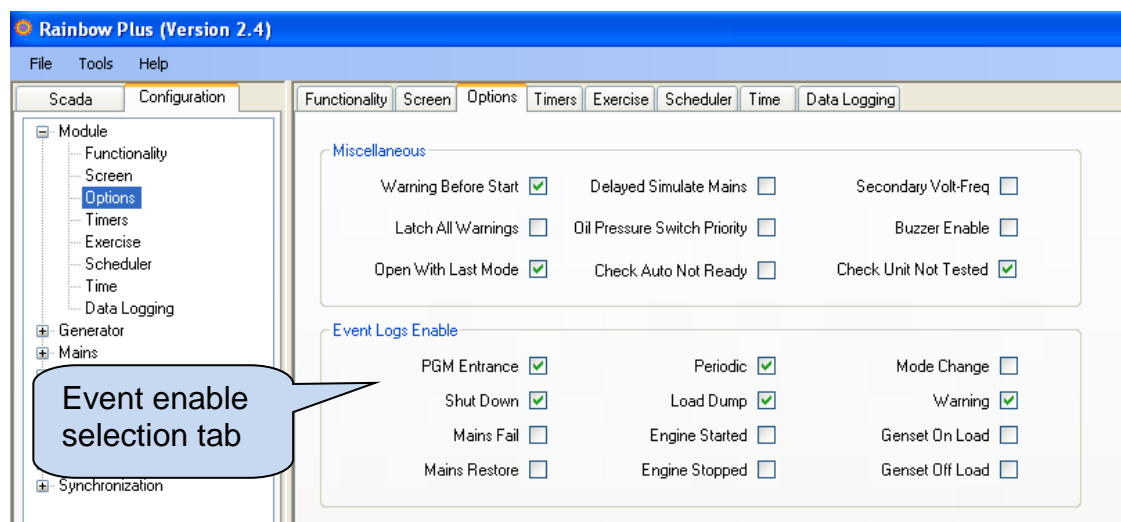 Rainbow Plus (Version 2.4)
File Tools Help
Scada Configuration
Functionality Screen Options Timers Exercise Scheduler Time Data Logging
Module
Functionality
Screen
Options
Timers
Exercise
Scheduler
Time
Data Logging
Generator
Mains
Synchronization
Miscellaneous
Warning Before Start Delayed Simulate Mains Secondary Volt-Freq
Latch All Warnings Oil Pressure Switch Priority Buzzer Enable
Open With Last Mode Check Auto Not Ready Check Unit Not Tested
Event Logs Enable
PGM Entrance Periodic Mode Change
Shut Down Load Dump Warning
Mains Fail Engine Started Genset On Load
Mains Restore Engine Stopped Genset Off Load
Event enable
selection tab